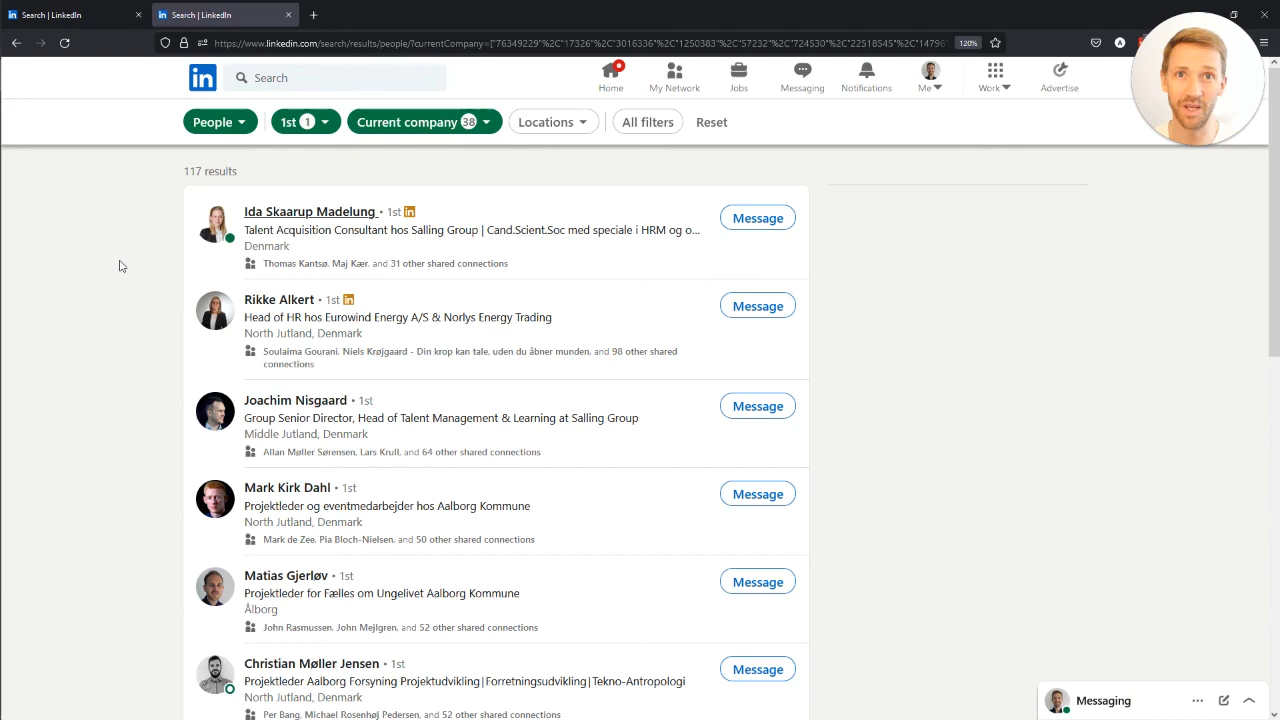 Search | LinkedIn
Search | LinkedIn
https://www.linkedin.com/search/results/people/?currentCompany=["76349229"%2C"17326"%2C"3016336"%2C"1250383"%2C"57232"%2C"724530"%2C"22518545"%2C"14796
120%
in
Search
Home
My Network
Jobs
Messaging
Notifications
Me
Work
Advertise
People
1st 1
Current company 38
Locations
All filters
Reset
117 results
Ida Skaarup Madelung • 1st in
Talent Acquisition Consultant hos Salling Group | Cand.Scient.Soc med speciale i HRM og o...
Denmark
Thomas Kantsø, Maj Kær, and 31 other shared connections
Message
Rikke Alkert • 1st in
Head of HR hos Eurowind Energy A/S & Norlys Energy Trading
North Jutland, Denmark
Soulaima Gourani, Niels Krøjgaard - Din krop kan tale, uden du åbner munden, and 98 other shared
connections
Message
Joachim Nisgaard • 1st
Group Senior Director, Head of Talent Management & Learning at Salling Group
Middle Jutland, Denmark
Allan Møller Sørensen, Lars Krull, and 64 other shared connections
Message
Mark Kirk Dahl • 1st
Projektleder og eventmedarbejder hos Aalborg Kommune
North Jutland, Denmark
Mark de Zee, Pia Bloch-Nielsen, and 50 other shared connections
Message
Matias Gjerløv • 1st
Projektleder for Fælles om Ungelivet Aalborg Kommune
Ålborg
John Rasmussen, John Mejlgren, and 52 other shared connections
Message
Christian Møller Jensen • 1st
Projektleder Aalborg Forsyning Projektudvikling|Forretningsudvikling|Tekno-Antropologi
North Jutland, Denmark
Per Bang, Michael Rosenhøj Pedersen, and 52 other shared connections
Message
Messaging